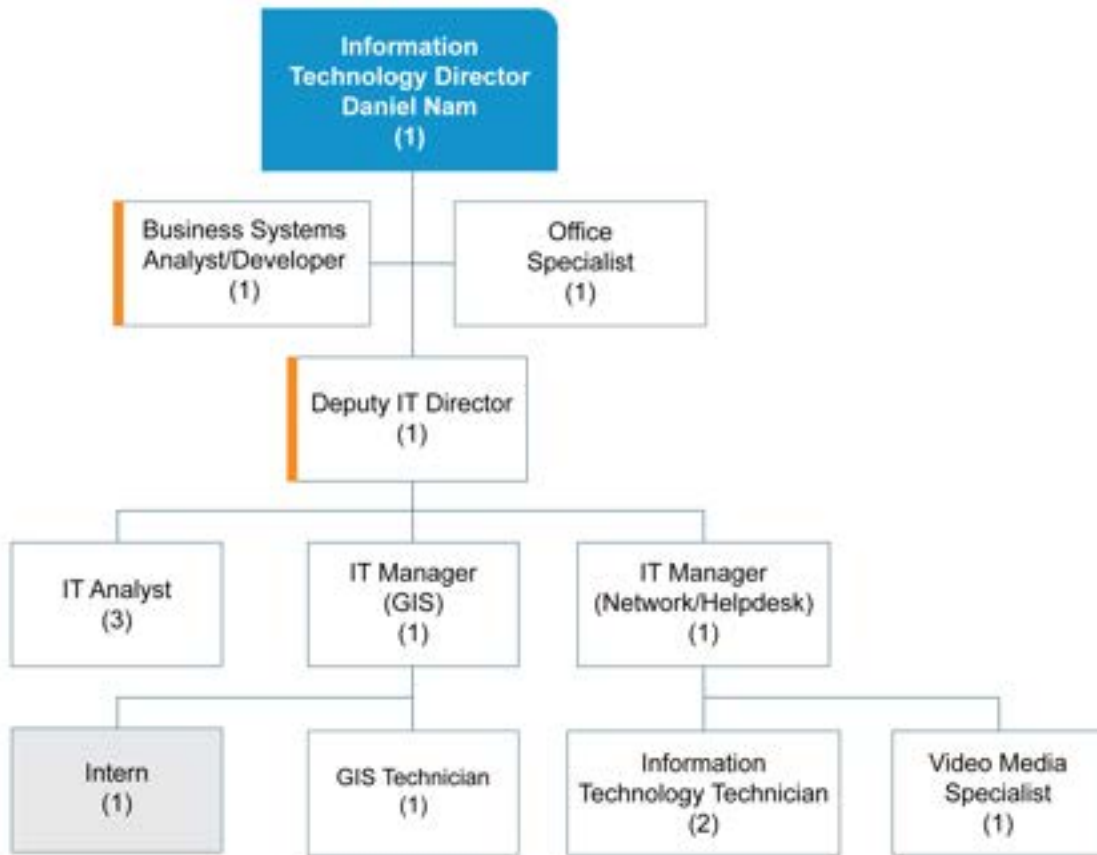 Information
Technology Director
Daniel Nam
(1)
Business Systems
Analyst/Developer
(1)
Office
Specialist
(1)
Deputy IT Director
(1)
IT Analyst
(3)
IT Manager
(GIS)
(1)
IT Manager
(Network/Helpdesk)
(1)
Intern
(1)
GIS Technician
(1)
Information
Technology Technician
(2)
Video Media
Specialist
(1)